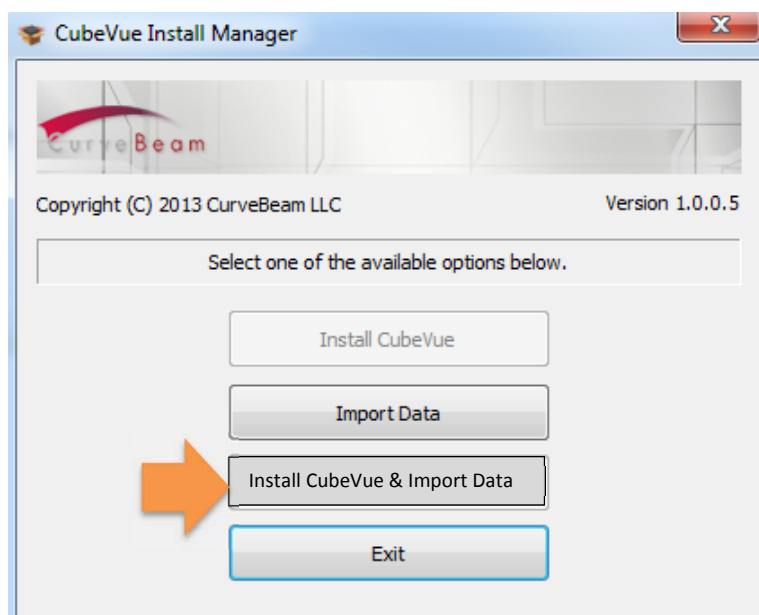 CubeVue Install Manager
CurveBeam
Copyright (C) 2013 CurveBeam LLC
Version 1.0.0.5
Select one of the available options below.
Install CubeVue
Import Data
Install CubeVue & Import Data
Exit